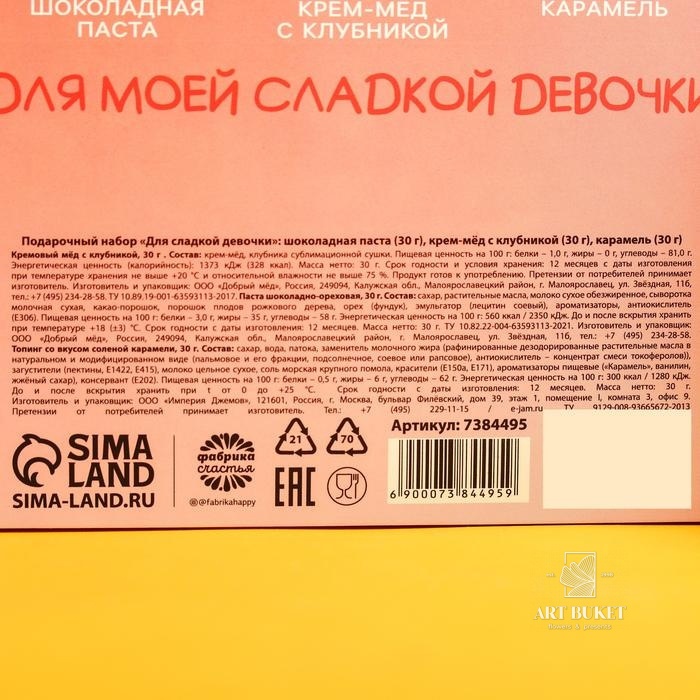 ШОКОЛАДНАЯ
ПАСТА
КРЕМ-МЕД
С КЛУБНИКОЙ
КАРАМЕЛЬ
ДЛЯ МОЕЙ СЛАДКОЙ ДЕВОЧКИ
Подарочный набор «Для сладкой девочки»: шоколадная паста (30 г), крем-мёд с клубникой (30 г), карамель (30 г)
Кремовый мёд с клубникой, 30 г . Состав: крем-мёд, клубника сублимационной сушки. Пищевая ценность на 100 г: белки – 1,0 г, жиры – 0 г, углеводы – 81,0 г.
Энергетическая ценность (калорийность): 1373 кДж (328 ккал). Масса нетто: 30 г. Срок годности и условия хранения: 12 месяцев с даты изготовления
при температуре хранения не выше +20 °С и относительной влажности не выше 75 %. Продукт готов к употреблению. Претензии от потребителей принимает
изготовитель. Изготовитель и упаковщик: ООО «Добрый мёд», Россия, 249094, Калужская обл., Малоярославецкий район, г. Малоярославец, ул. Звёздная, 11б,
тел.: +7 (495) 234-28-58. ТУ 10.89.19-001-63593113-2017. Паста шоколадно-ореховая, 30 г. Состав: сахар, растительные масла, молоко сухое обезжиренное, сыворотка
молочная сухая, какао-порошок, порошок плодов рожкового дерева, орех (фундук), эмульгатор (лецитин соевый), ароматизаторы, антиокислитель
(Е306). Пищевая ценность на 100 г: белки – 3,0 г, жиры – 35 г, углеводы – 58 г. Энергетическая ценность на 100 г: 560 ккал / 2350 кДж. До и после вскрытия хранить
при температуре +18 (±3) °С. Срок годности с даты изготовления: 12 месяцев. Масса нетто: 30 г. ТУ 10.82.22-004-63593113-2021. Изготовитель и упаковщик:
ООО «Добрый мёд», Россия, 249094, Калужская обл., Малоярославецкий район, г. Малоярославец, ул. Звёздная, 11б, тел.: +7 (495) 234-28-58.
Топинг со вкусом соленой карамели, 30 г. Состав: сахар, вода, патока, заменитель молочного жира (рафинированные дезодорированные растительные масла в
натуральном и модифицированном виде (пальмовое и его фракции, подсолнечное, соевое или рапсовое), антиокислитель – концентрат смеси токоферолов),
загустители (пектины, Е1422, Е415), молоко цельное сухое, соль морская крупного помола, красители (Е150а, Е171), ароматизаторы пищевые («Карамель», ванилин,
жжёный сахар), консервант (Е202). Пищевая ценность на 100 г: белки – 0,5 г, жиры – 6 г, углеводы – 62 г. Энергетическая ценность на 100 г: 300 ккал / 1280 кДж.
До и после вскрытия хранить при t от 0 до +25 °С. Срок годности с даты изготовления: 12 месяцев. Масса нетто: 30 г.
Изготовитель и упаковщик: ООО «Империя Джемов», 121601, Россия, г. Москва, бульвар Филёвский, дом 39, этаж 1, помещение I, комната 3, офис 9.
Претензии от потребителей принимает изготовитель. Тел.: +7 (495) 229-11-15 / e-jam.ru ТУ 9129-008-93665672-2013
SIMA
LAND
SIMA-LAND.RU
фабрика
счастья
@fabrikahappy
21
70
EAC
Артикул: 7384495
6 900073 844959
ART BUKET